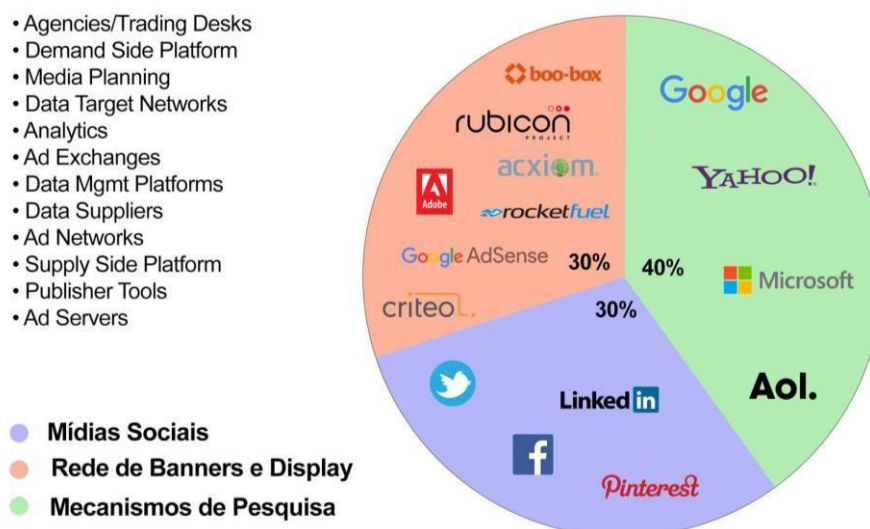 • Agencies/Trading Desks
• Demand Side Platform
• Media Planning
• Data Target Networks
• Analytics
• Ad Exchanges
• Data Mgmt Platforms
• Data Suppliers
• Ad Networks
• Supply Side Platform
• Publisher Tools
• Ad Servers
boo-box
rubicon
PROJECT
acxiom
Adobe
rocketfuel
Google AdSense
criteo
30%
40%
30%
Google
YAHOO!
Microsoft
Aol.
Linked in
f
Pinterest
Mídias Sociais
Rede de Banners e Display
Mecanismos de Pesquisa